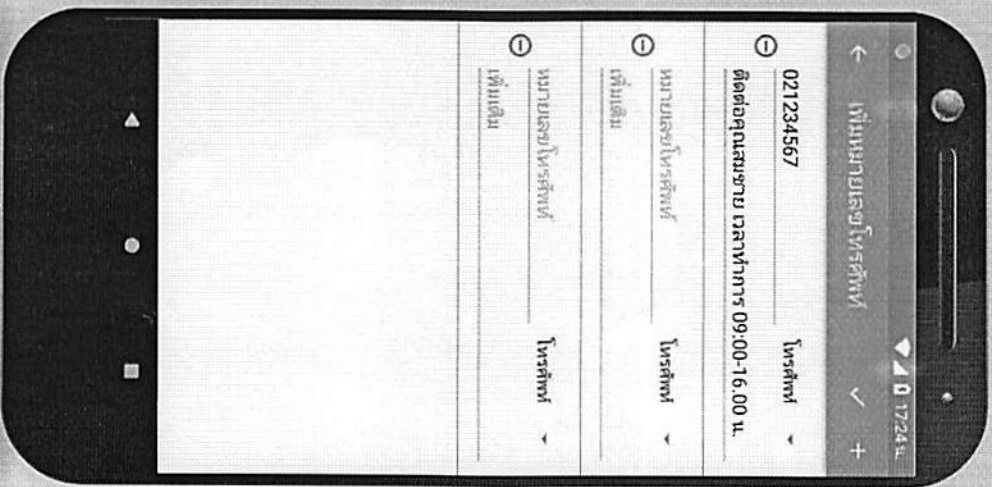 17:24 น.
เพิ่มหมายเลขโทรศัพท์
021234567 โทรศัพท์
ติดต่อคุณสมชาย เวลาทำการ 09:00-16.00 น.
หมายเลขโทรศัพท์ โทรศัพท์
เพิ่มเติม
หมายเลขโทรศัพท์ โทรศัพท์
เพิ่มเติม